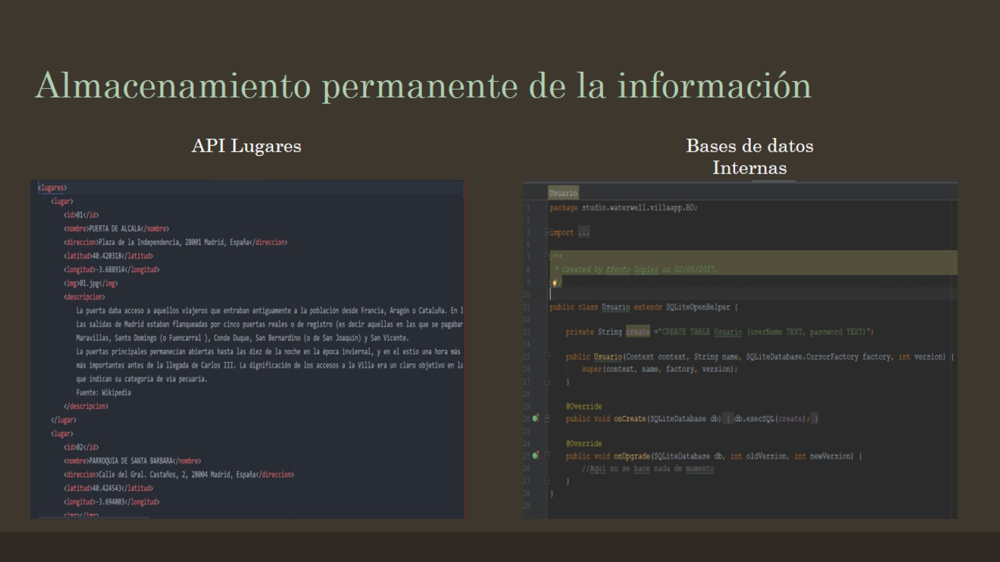 Almacenamiento permanente de la información
API Lugares
<lugares>
<lugar>
<id>01</id>
<nombre>PUERTA DE ALCALA</nombre>
<direccion>Plaza de la Independencia, 28001 Madrid, España</direccion>
<latitud>40.420318</latitud>
<longitud>-3.688914</longitud>
<img>01.jpg</img>
<descripcion>
La puerta daba acceso a aquellos viajeros que entraban antiguamente a la población desde Francia, Aragón o Cataluña. En l
Las salidas de Madrid estaban flanqueadas por cinco puertas reales o de registro (es decir aquellas en las que se pagabar
Maravillas, Santo Domingo (o Fuencarral ), Conde Duque, San Bernardino (o de San Joaquín) y San Vicente.
La puertas principales permanecían abiertas hasta las diez de la noche en la época inviernal, y en el estío una hora más
más importantes antes de la llegada de Carlos III. La dignificación de los accesos a la Villa era un claro objetivo en la
que indican su categoría de vía pecuaria.
Fuente: Wikipedia
</descripcion>
</lugar>
<lugar>
<id>02</id>
<nombre>PARROQUIA DE SANTA BARBARA</nombre>
<direccion>Calle del Gral. Castaños, 2, 28004 Madrid, España</direccion>
<latitud>40.424543</latitud>
<longitud>-3.694003</longitud>
<img></img>
Bases de datos
Internas
Usuario
1 package studio.waterwell.villaapp.BD;
2
3 import ...
6
7 /**
8 * Created by Efecto Dopler on 02/05/2017.
9 */
10
11 public class Usuario extends SQLiteOpenHelper {
12
13 private String create ="CREATE TABLE Usuario (userName TEXT, password TEXT)";
14
15 public Usuario(Context context, String name, SQLiteDatabase.CursorFactory factory, int version) {
16 super(context, name, factory, version);
17 }
18
19 @Override
20 public void onCreate(SQLiteDatabase db) { db.execSQL(create); }
23
24 @Override
25 public void onUpgrade(SQLiteDatabase db, int oldVersion, int newVersion) {
26 //Aqui no se hace nada de momento
27 }
28 }
29